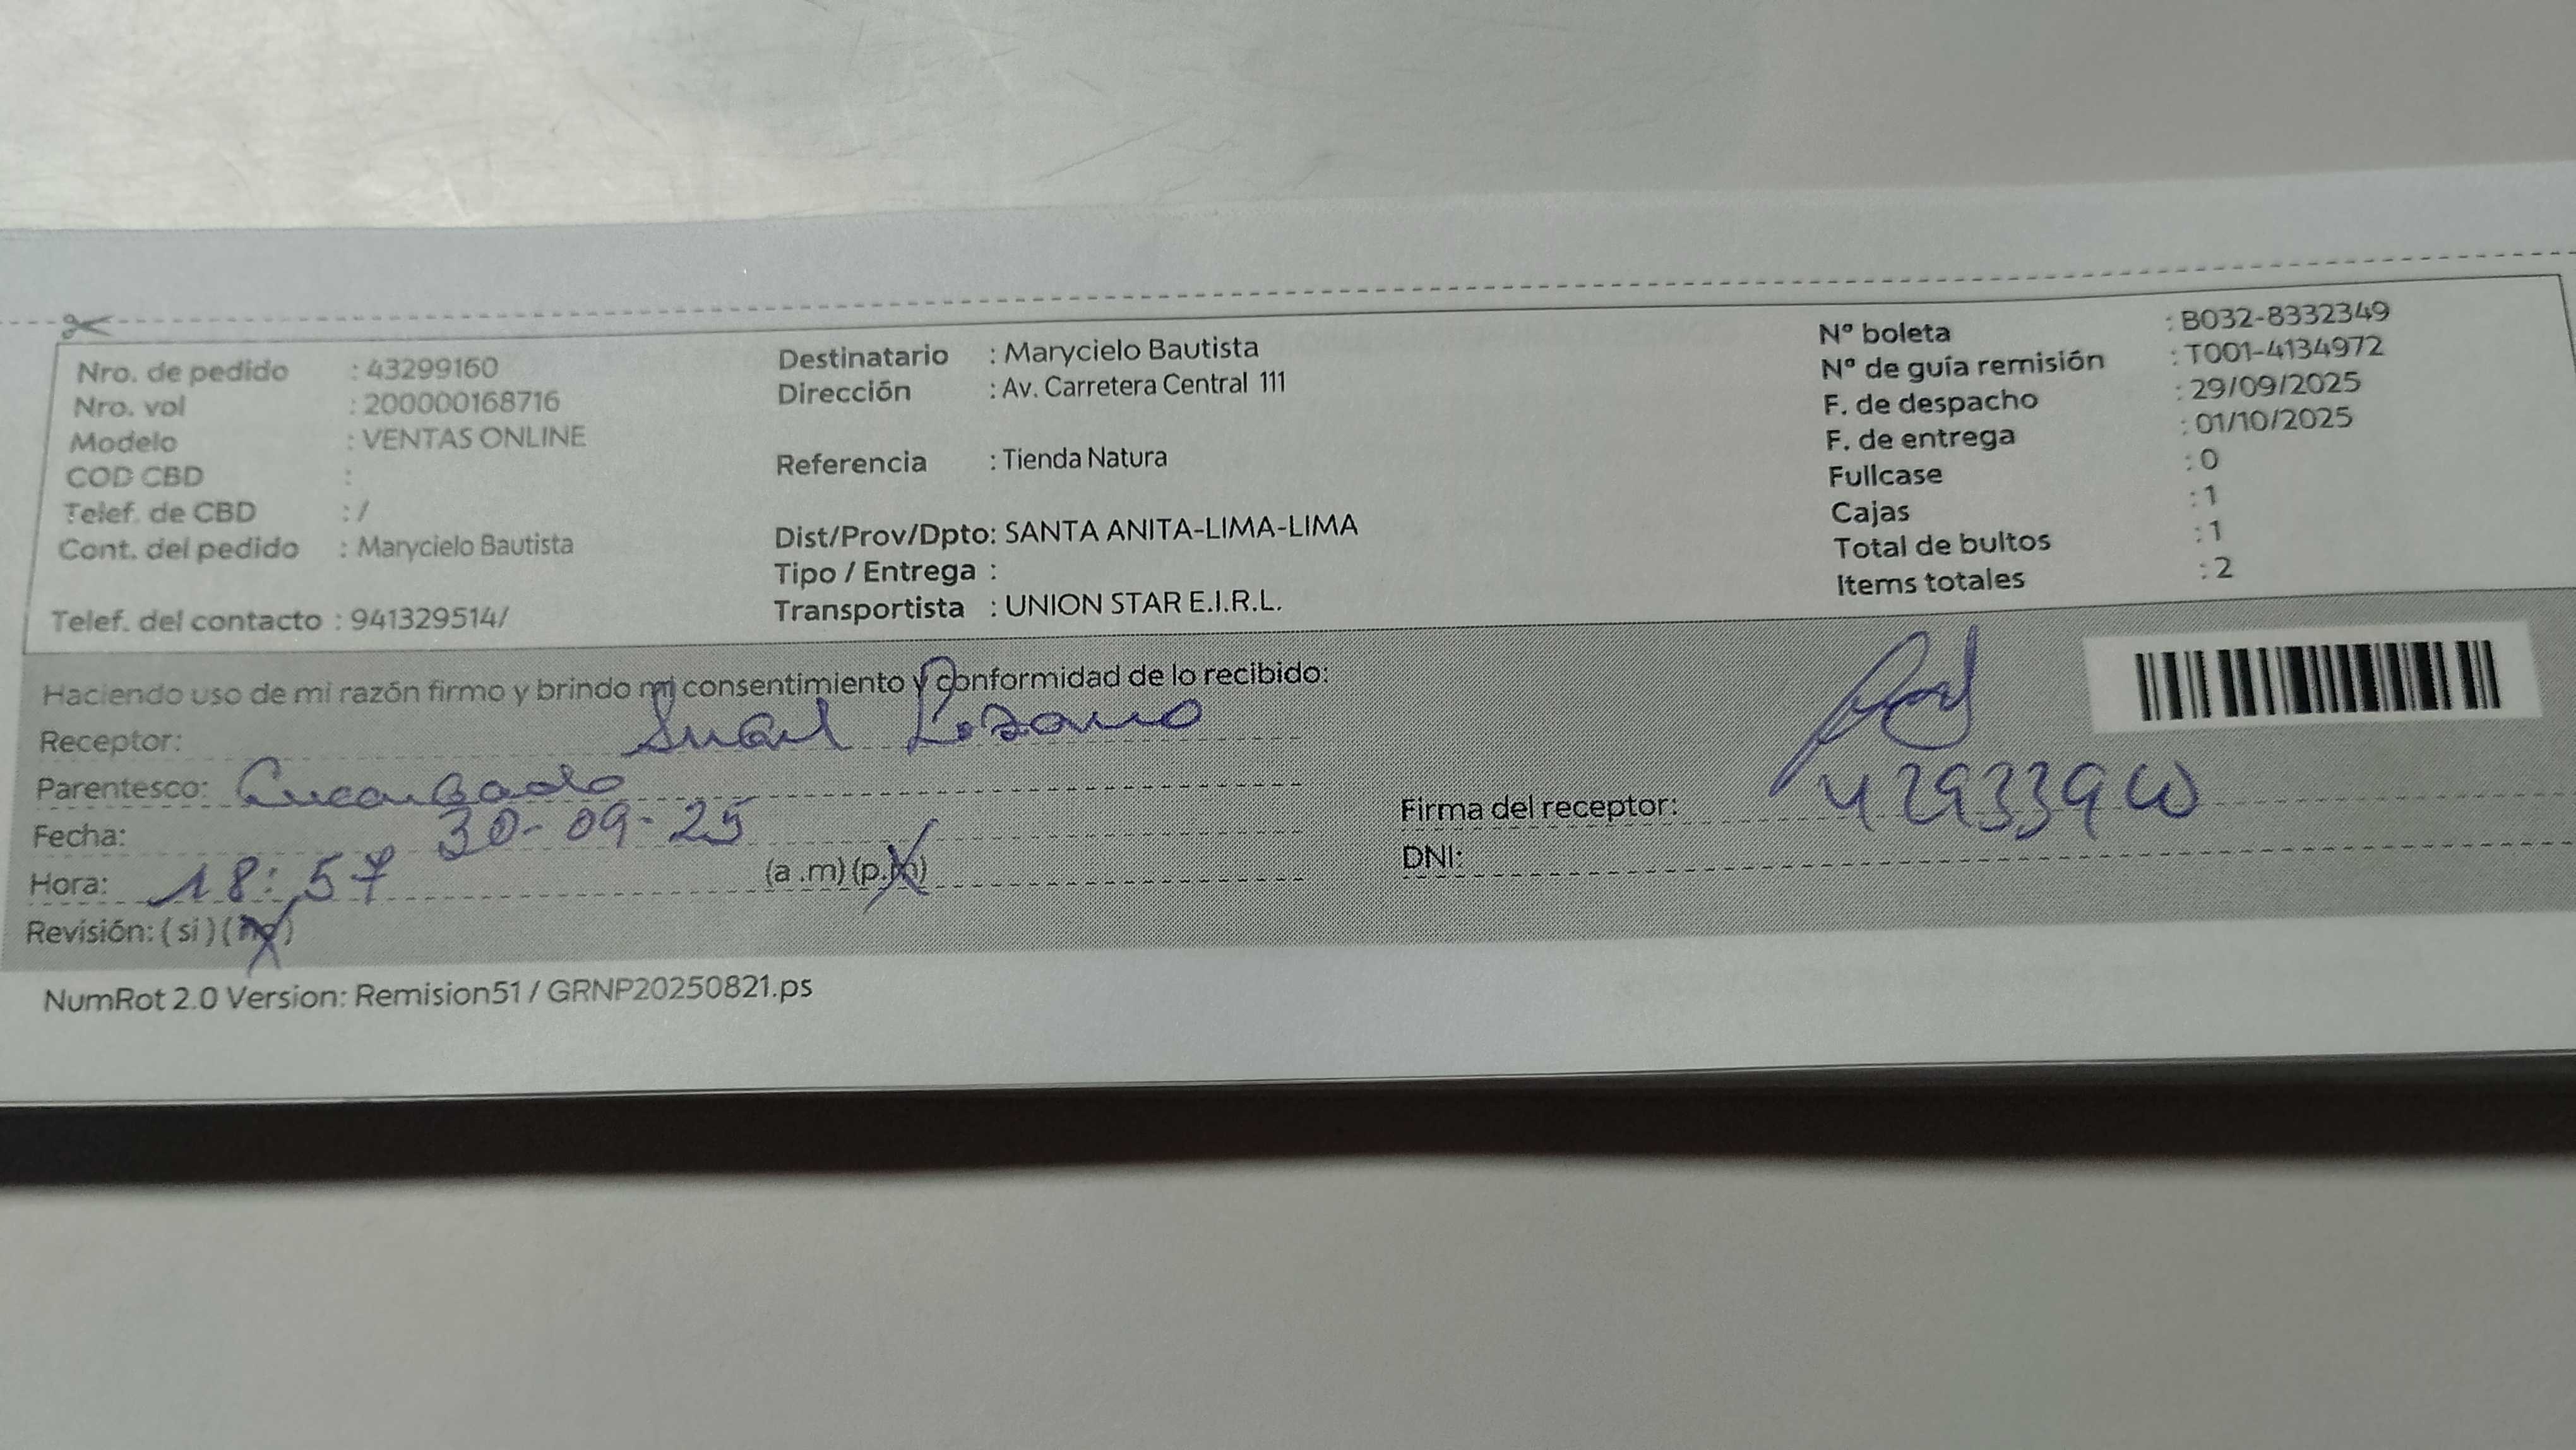 Nro. de pedido : 43299160
Nro. vol : 200000168716
Modelo : VENTAS ONLINE
COD CBD :
Telef. de CBD : /
Cont. del pedido : Marycielo Bautista
Telef. del contacto : 941329514/
Destinatario : Marycielo Bautista
Dirección : Av. Carretera Central 111
Referencia : Tienda Natura
Dist/Prov/Dpto: SANTA ANITA-LIMA-LIMA
Tipo / Entrega :
Transportista : UNION STAR E.I.R.L.
Nº boleta : B032-8332349
Nº de guía remisión : T001-4134972
F. de despacho : 29/09/2025
F. de entrega : 01/10/2025
Fullcase : 0
Cajas : 1
Total de bultos : 1
Items totales : 2
Haciendo uso de mi razón firmo y brindo mi consentimiento y conformidad de lo recibido:
Receptor: Lozano
Parentesco: Encargado
Fecha: 30-09-25
Hora: 18:57 (a .m) (p.m)
Revisión: ( si ) ( no )
Firma del receptor:
DNI:
NumRot 2.0 Version: Remision51 / GRNP20250821.ps